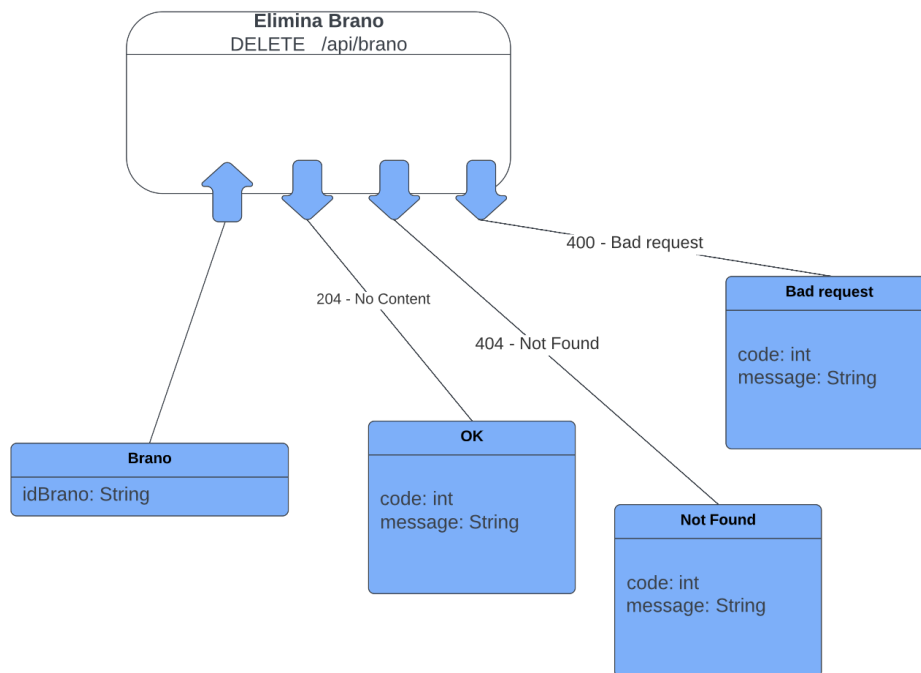 Elimina Brano
DELETE /api/brano
400 - Bad request
204 - No Content
404 - Not Found
Bad request
code: int
message: String
Brano
idBrano: String
OK
code: int
message: String
Not Found
code: int
message: String